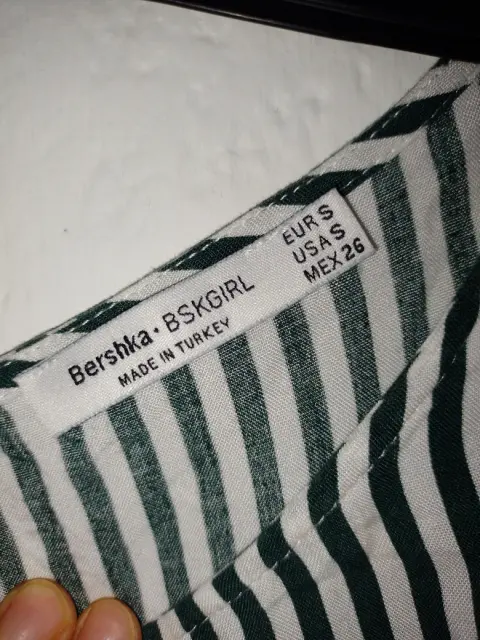 Bershka · BSKGIRL
MADE IN TURKEY
EUR S
USA S
MEX 26